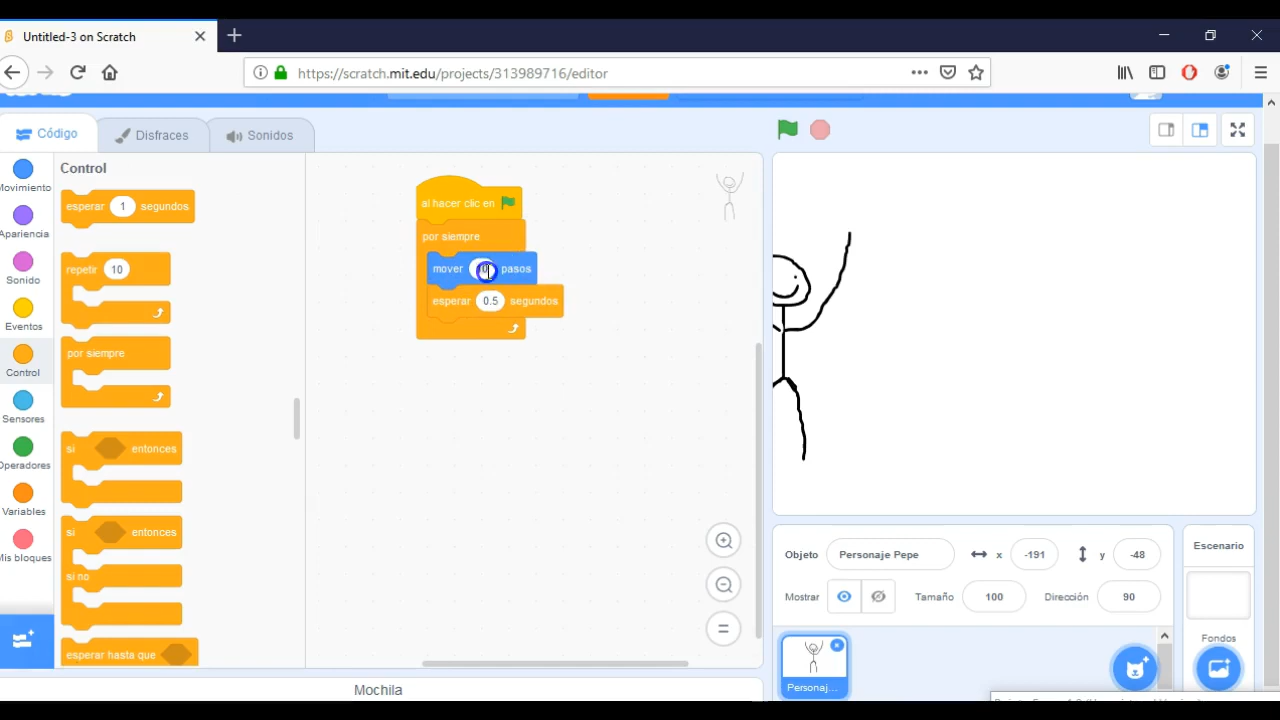 Untitled-3 on Scratch
https://scratch.mit.edu/projects/313989716/editor
Código
Disfraces
Sonidos
Movimiento
Apariencia
Sonido
Eventos
Control
Sensores
Operadores
Variables
Mis bloques
Control
esperar 1 segundos
repetir 10
por siempre
si entonces
si entonces
si no
esperar hasta que
al hacer clic en
por siempre
mover pasos
esperar 0.5 segundos
Objeto Personaje Pepe x -191 y -48
Mostrar Tamaño 100 Dirección 90
Personaj...
Escenario
Fondos
Mochila